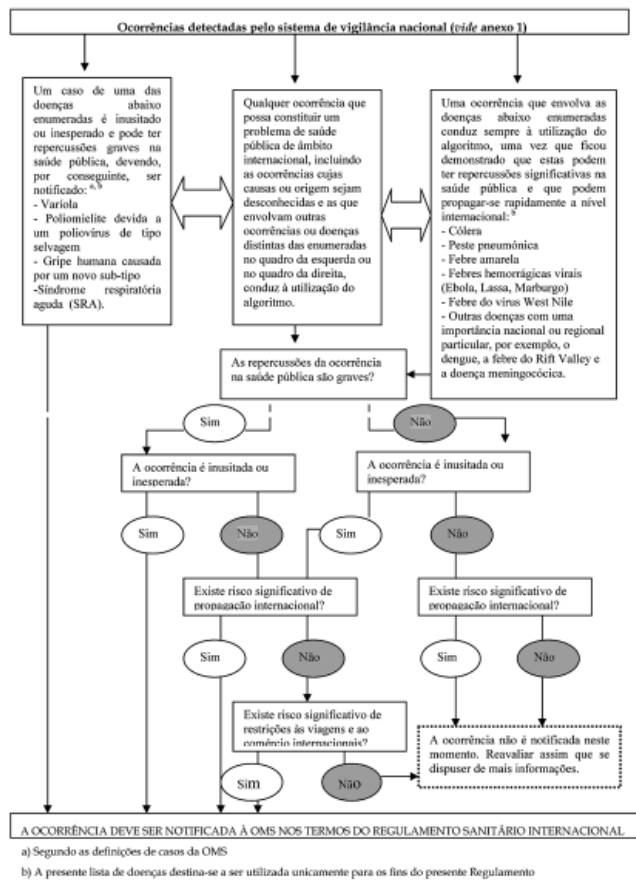 Ocorrências detectadas pelo sistema de vigilância nacional (vide anexo 1)
Um caso de uma das
doenças abaixo
enumeradas é inusitado
ou inesperado e pode ter
repercussões graves na
saúde pública, devendo,
por conseguinte, ser
notificado: a, b
- Varíola
- Poliomielite devida a
um poliovírus de tipo
selvagem
- Gripe humana causada
por um novo sub-tipo
-Síndrome respiratória
aguda (SRA).
Qualquer ocorrência que
possa constituir um
problema de saúde
pública de âmbito
internacional, incluindo
as ocorrências cujas
causas ou origem sejam
desconhecidas e as que
envolvam outras
ocorrências ou doenças
distintas das enumeradas
no quadro da esquerda ou
no quadro da direita,
conduz à utilização do
algoritmo.
Uma ocorrência que envolva as
doenças abaixo enumeradas
conduz sempre à utilização do
algoritmo, uma vez que ficou
demonstrado que estas podem
ter repercussões significativas na
saúde pública e que podem
propagar-se rapidamente a nível
internacional: b
- Cólera
- Peste pneumónica
- Febre amarela
- Febres hemorrágicas virais
(Ebola, Lassa, Marburgo)
- Febre do vírus West Nile
- Outras doenças com uma
importância nacional ou regional
particular, por exemplo, o
dengue, a febre do Rift Valley e
a doença meningocócica.
As repercussões da ocorrência
na saúde pública são graves?
Sim
Não
A ocorrência é inusitada ou
inesperada?
A ocorrência é inusitada ou
inesperada?
Sim
Não
Sim
Não
Existe risco significativo de
propagação internacional?
Existe risco significativo de
propagação internacional?
Sim
Não
Sim
Não
Existe risco significativo de
restrições às viagens e ao
comércio internacionais?
A ocorrência não é notificada neste
momento. Reavaliar assim que se
dispuser de mais informações.
Sim
Não
A OCORRÊNCIA DEVE SER NOTIFICADA À OMS NOS TERMOS DO REGULAMENTO SANITÁRIO INTERNACIONAL
a) Segundo as definições de casos da OMS
b) A presente lista de doenças destina-se a ser utilizada unicamente para os fins do presente Regulamento